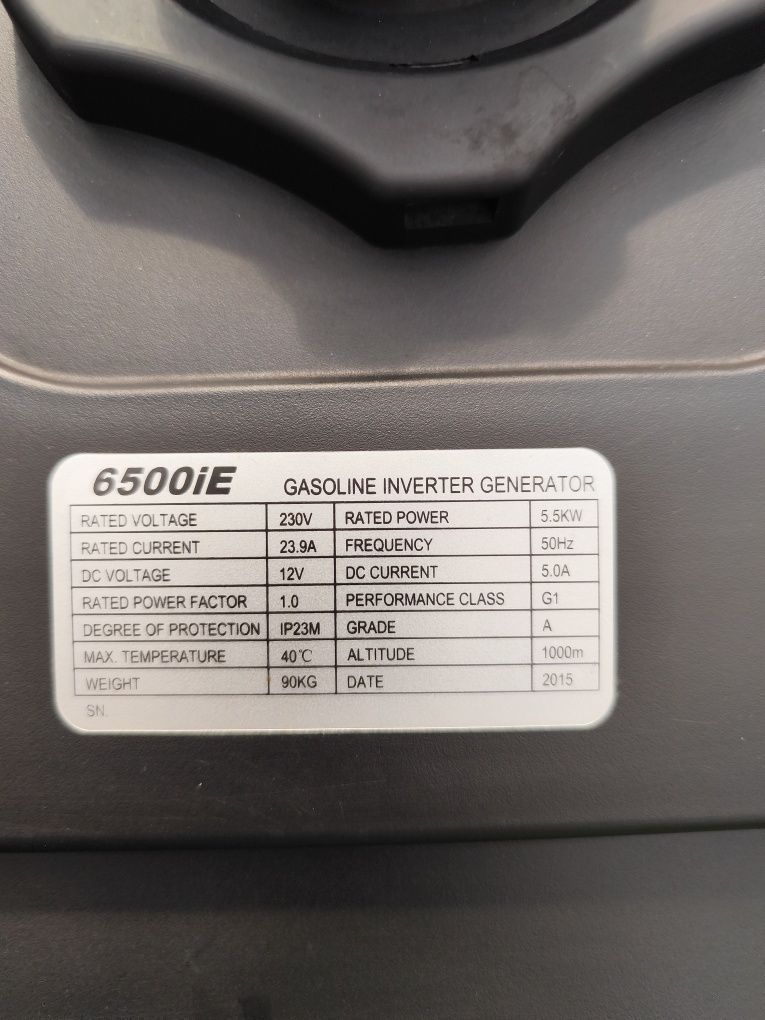 6500iE GASOLINE INVERTER GENERATOR
RATED VOLTAGE 230V RATED POWER 5.5KW
RATED CURRENT 23.9A FREQUENCY 50Hz
DC VOLTAGE 12V DC CURRENT 5.0A
RATED POWER FACTOR 1.0 PERFORMANCE CLASS G1
DEGREE OF PROTECTION IP23M GRADE A
MAX. TEMPERATURE 40℃ ALTITUDE 1000m
WEIGHT 90KG DATE 2015
SN.